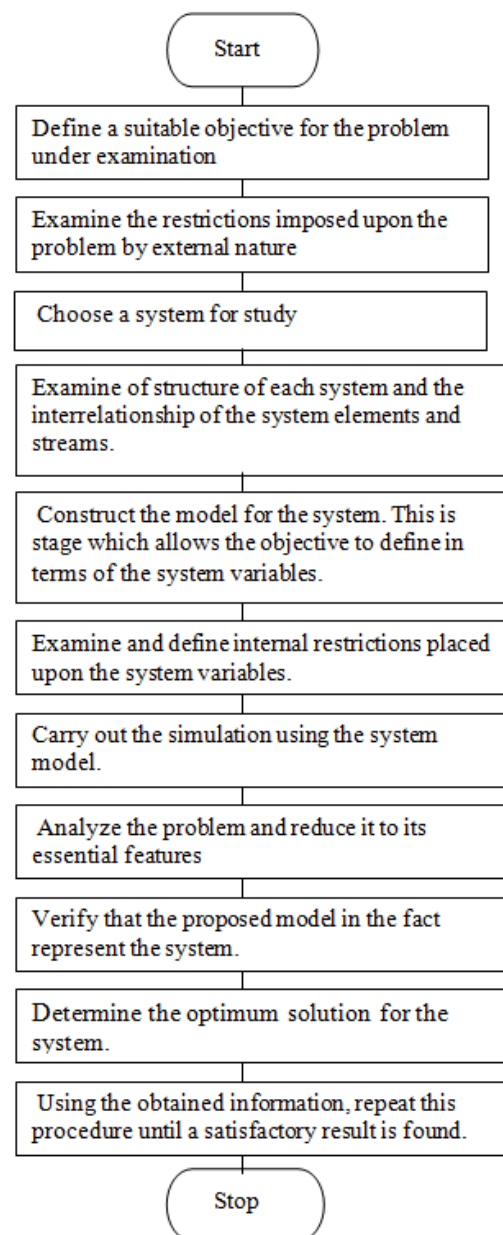 Start
Define a suitable objective for the problem
under examination
Examine the restrictions imposed upon the
problem by external nature
Choose a system for study
Examine of structure of each system and the
interrelationship of the system elements and
streams.
Construct the model for the system. This is
stage which allows the objective to define in
terms of the system variables.
Examine and define internal restrictions placed
upon the system variables.
Carry out the simulation using the system
model.
Analyze the problem and reduce it to its
essential features
Verify that the proposed model in the fact
represent the system.
Determine the optimum solution for the
system.
Using the obtained information, repeat this
procedure until a satisfactory result is found.
Stop